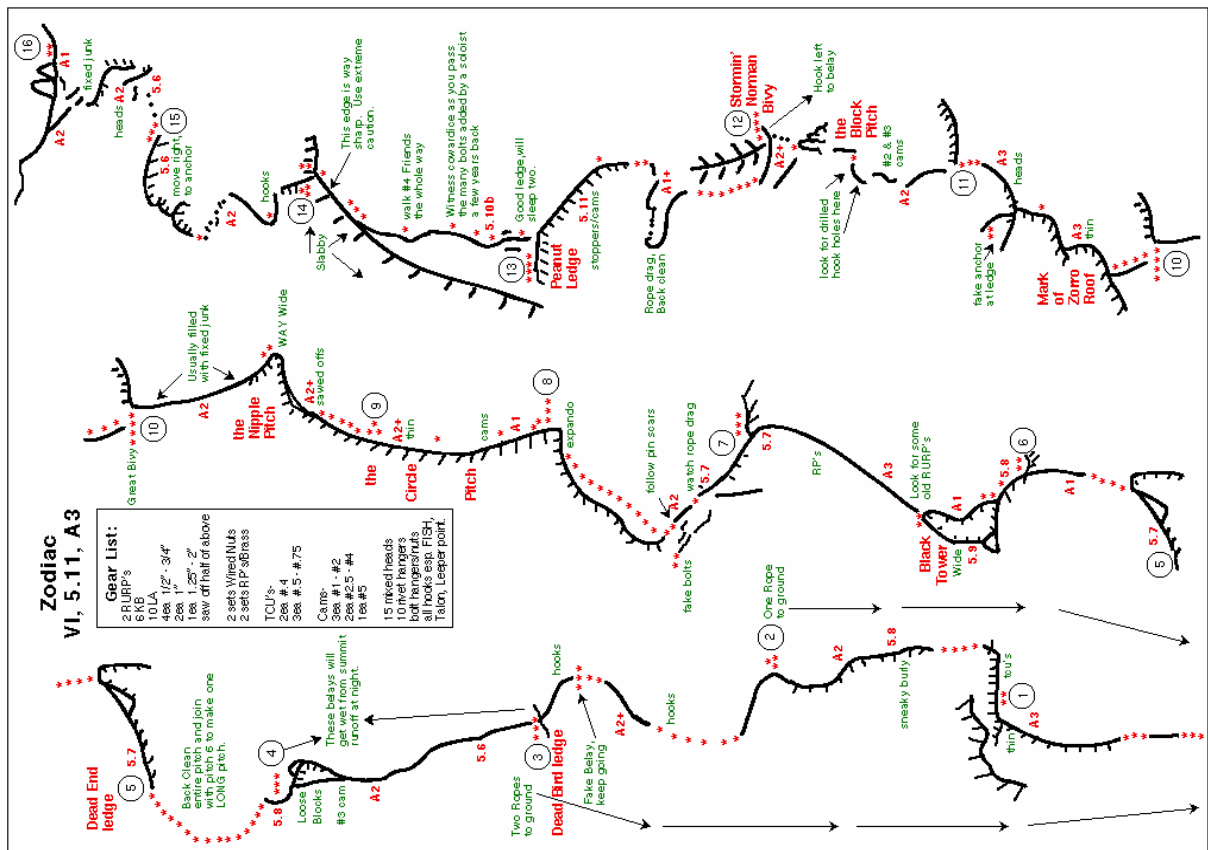 Zodiac
VI, 5.11, A3
Gear List:
2 RURP's
6 KB
10 LA
4ea 1/2" - 3/4"
2ea 1"
1ea 1.25" - 2"
saw off half of above
2 sets Wired Nuts
2 sets RP's/Brass
TCU's-
2ea #.4
3ea #.5 - #.75
Cams-
3ea #1 - #2
2ea #2.5 - #4
1ea #5
15 mixed heads
10 rivet hangers
bolt hangers/nuts
all hooks esp. FISH,
Talon, Leeper point.
Dead End
ledge
5.7
5
Back Clean
entire pitch and join
with pitch 6 to make one
LONG pitch.
4
These belays will
get wet from summit
runoff at night.
5.8
Loose
Blocks
#3 cam
A2
5.6
hooks
3
Two Ropes
to ground
Dead Bird ledge
Fake Belay,
keep going
A2+
hooks
2
One Rope
to ground
A2
5.8
sneaky burly
tcu's
1
thin
A3
10
Great Bivy
Usually filled
with fixed junk
A2
the
Nipple
Pitch
WAY Wide
A2+
sawed offs
9
A2+
thin
the
Circle
Pitch
cams
A1
8
expando
follow pin scars
A2
watch rope drag
5.7
7
fake bolts
5.7
RP's
A3
Look for some
old RURP's
Black
Tower
Wide
5.9
A1
5.8
6
A1
5.7
5
16
A1
A2
fixed junk
A2
heads
5.6
15
5.6
move right,
to anchor
A2
hooks
14
This edge is way
sharp. Use extreme
caution.
Slabby
walk #4 Friends
the whole way
Witness cowardice as you pass
the many bolts added by a soloist
a few years back
5.10b
Good ledge, will
sleep two.
13
Peanut
Ledge
5.11
stoppers/cams
Rope drag,
Back clean
A1+
12
Stormin'
Norman
Bivy
A2+
Hook left
to belay
the
Block
Pitch
look for drilled
hook holes here
#2 & #3
cams
A2
11
A3
heads
fake anchor
at ledge
A3
thin
Mark
of
Zorro
Roof
10